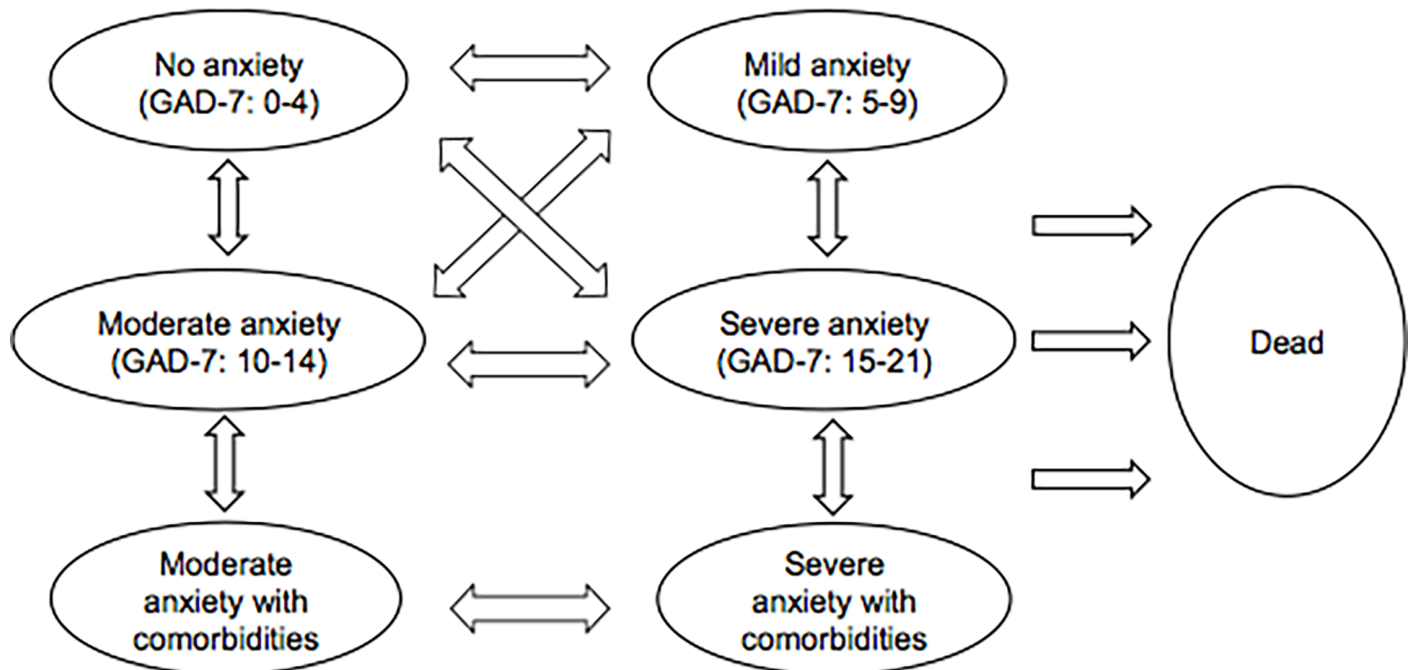 No anxiety
(GAD-7: 0-4)
Mild anxiety
(GAD-7: 5-9)
Moderate anxiety
(GAD-7: 10-14)
Severe anxiety
(GAD-7: 15-21)
Dead
Moderate
anxiety with
comorbidities
Severe
anxiety with
comorbidities